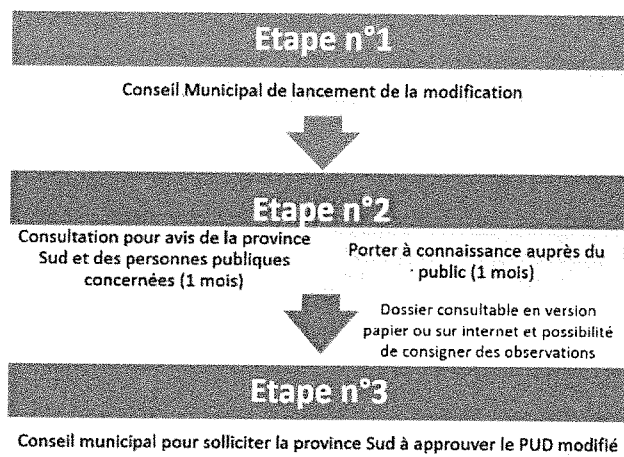 Etape n°1
Conseil Municipal de lancement de la modification
Etape n°2
Consultation pour avis de la province
Sud et des personnes publiques
concernées (1 mois)
Porter à connaissance auprès du
public (1 mois)
Dossier consultable en version
papier ou sur internet et possibilité
de consigner des observations
Etape n°3
Conseil municipal pour solliciter la province Sud à approuver le PUD modifié